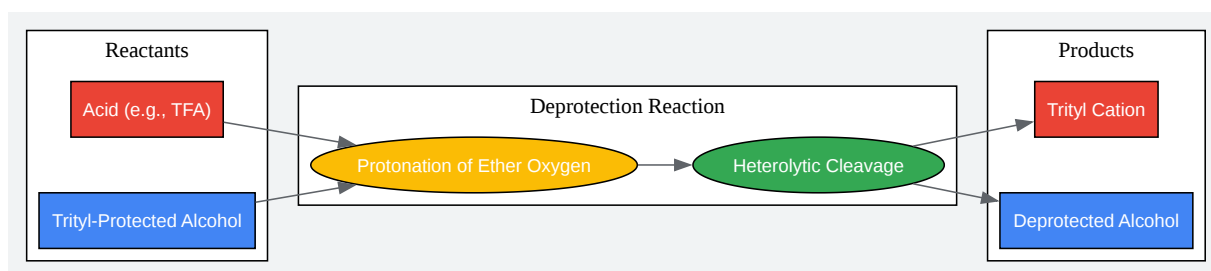 Reactants
Acid (e.g., TFA)
Trityl-Protected Alcohol
Deprotection Reaction
Protonation of Ether Oxygen
Heterolytic Cleavage
Products
Trityl Cation
Deprotected Alcohol